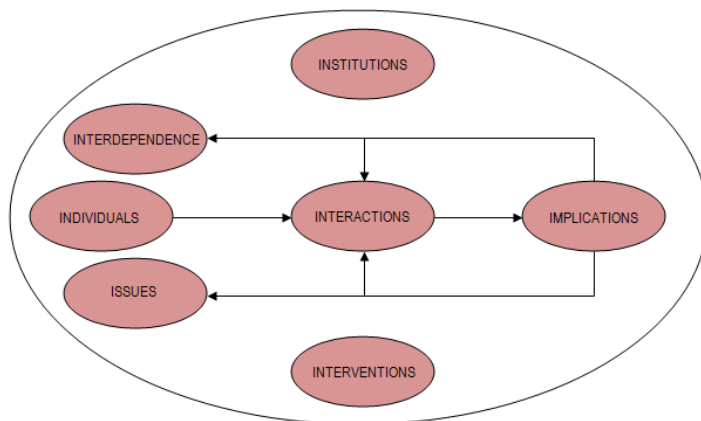 INSTITUTIONS
INTERDEPENDENCE
INDIVIDUALS
INTERACTIONS
IMPLICATIONS
ISSUES
INTERVENTIONS